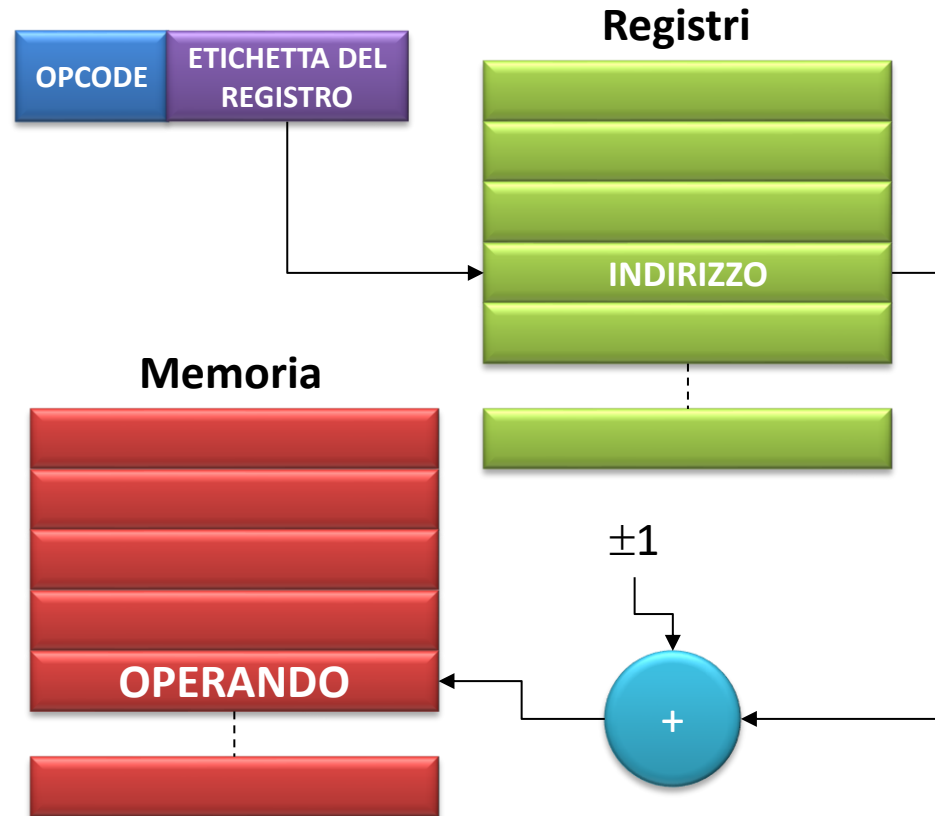 Registri
OPCODE
ETICHETTA DEL
REGISTRO
INDIRIZZO
Memoria
±1
OPERANDO
+